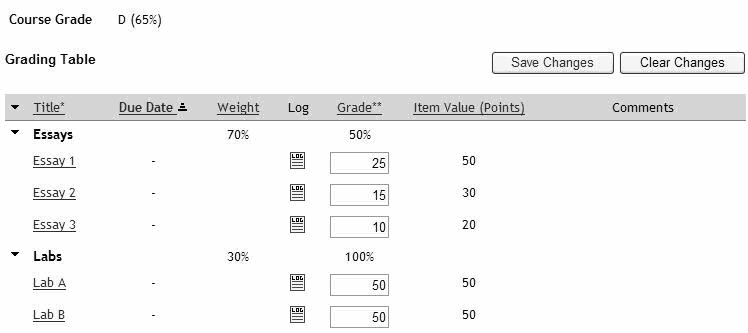 Course Grade D (65%)
Grading Table Save Changes Clear Changes
Title* Due Date Weight Log Grade** Item Value (Points) Comments
Essays 70% 50%
Essay 1 - LOG 25 50
Essay 2 - LOG 15 30
Essay 3 - LOG 10 20
Labs 30% 100%
Lab A - LOG 50 50
Lab B - LOG 50 50